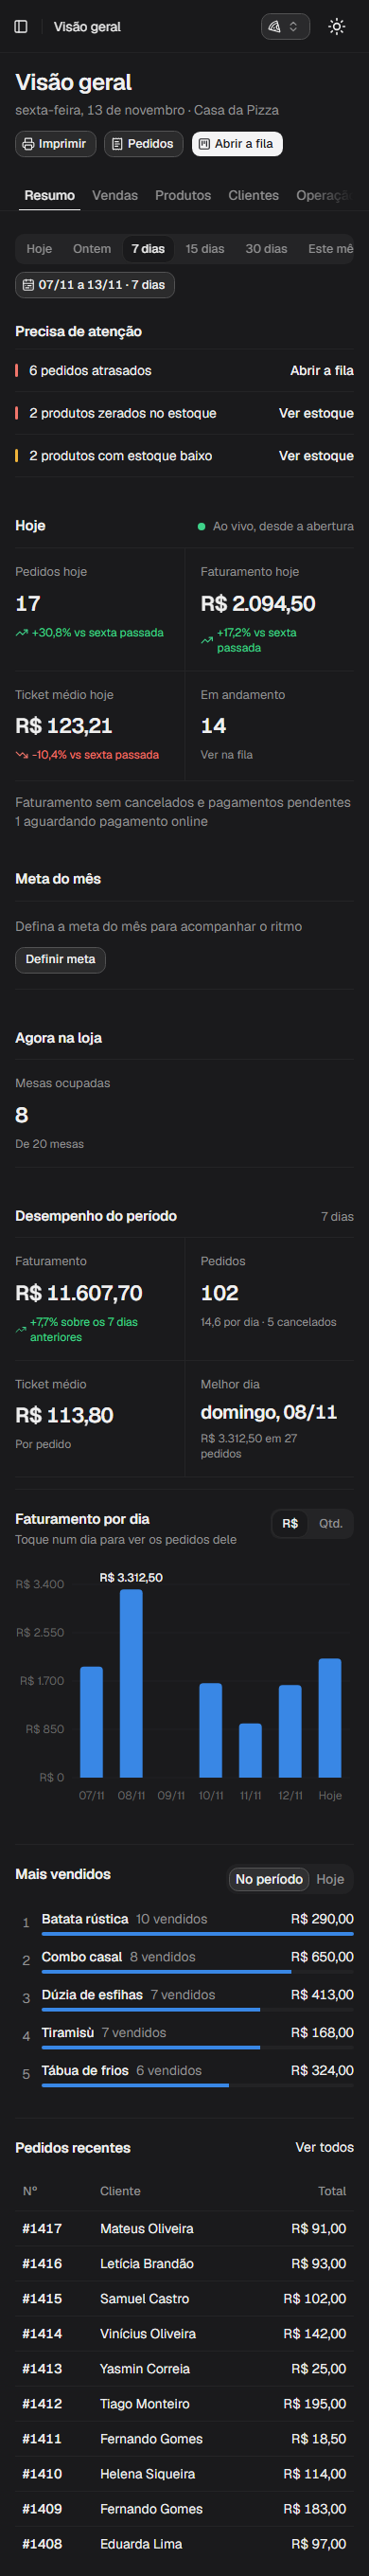 Visão geral
Visão geral
sexta-feira, 13 de novembro · Casa da Pizza
Imprimir
Pedidos
Abrir a fila
Resumo
Vendas
Produtos
Clientes
Operaçã
Hoje
Ontem
7 dias
15 dias
30 dias
Este mê
07/11 a 13/11 · 7 dias
Precisa de atenção
6 pedidos atrasados
Abrir a fila
2 produtos zerados no estoque
Ver estoque
2 produtos com estoque baixo
Ver estoque
Hoje
Ao vivo, desde a abertura
Pedidos hoje
17
+30,8% vs sexta passada
Faturamento hoje
R$ 2.094,50
+17,2% vs sexta
passada
Ticket médio hoje
R$ 123,21
-10,4% vs sexta passada
Em andamento
14
Ver na fila
Faturamento sem cancelados e pagamentos pendentes
1 aguardando pagamento online
Meta do mês
Defina a meta do mês para acompanhar o ritmo
Definir meta
Agora na loja
Mesas ocupadas
8
De 20 mesas
Desempenho do período
7 dias
Faturamento
R$ 11.607,70
+7,7% sobre os 7 dias
anteriores
Pedidos
102
14,6 por dia · 5 cancelados
Ticket médio
R$ 113,80
Por pedido
Melhor dia
domingo, 08/11
R$ 3.312,50 em 27
pedidos
Faturamento por dia
Toque num dia para ver os pedidos dele
R$
Qtd.
R$ 3.312,50
R$ 3.400
R$ 2.550
R$ 1.700
R$ 850
R$ 0
07/11
08/11
09/11
10/11
11/11
12/11
Hoje
Mais vendidos
No período
Hoje
1 Batata rústica 10 vendidos R$ 290,00
2 Combo casal 8 vendidos R$ 650,00
3 Dúzia de esfihas 7 vendidos R$ 413,00
4 Tiramisù 7 vendidos R$ 168,00
5 Tábua de frios 6 vendidos R$ 324,00
Pedidos recentes
Ver todos
Nº Cliente Total
#1417 Mateus Oliveira R$ 91,00
#1416 Letícia Brandão R$ 93,00
#1415 Samuel Castro R$ 102,00
#1414 Vinícius Oliveira R$ 142,00
#1413 Yasmin Correia R$ 25,00
#1412 Tiago Monteiro R$ 195,00
#1411 Fernando Gomes R$ 18,50
#1410 Helena Siqueira R$ 114,00
#1409 Fernando Gomes R$ 183,00
#1408 Eduarda Lima R$ 97,00